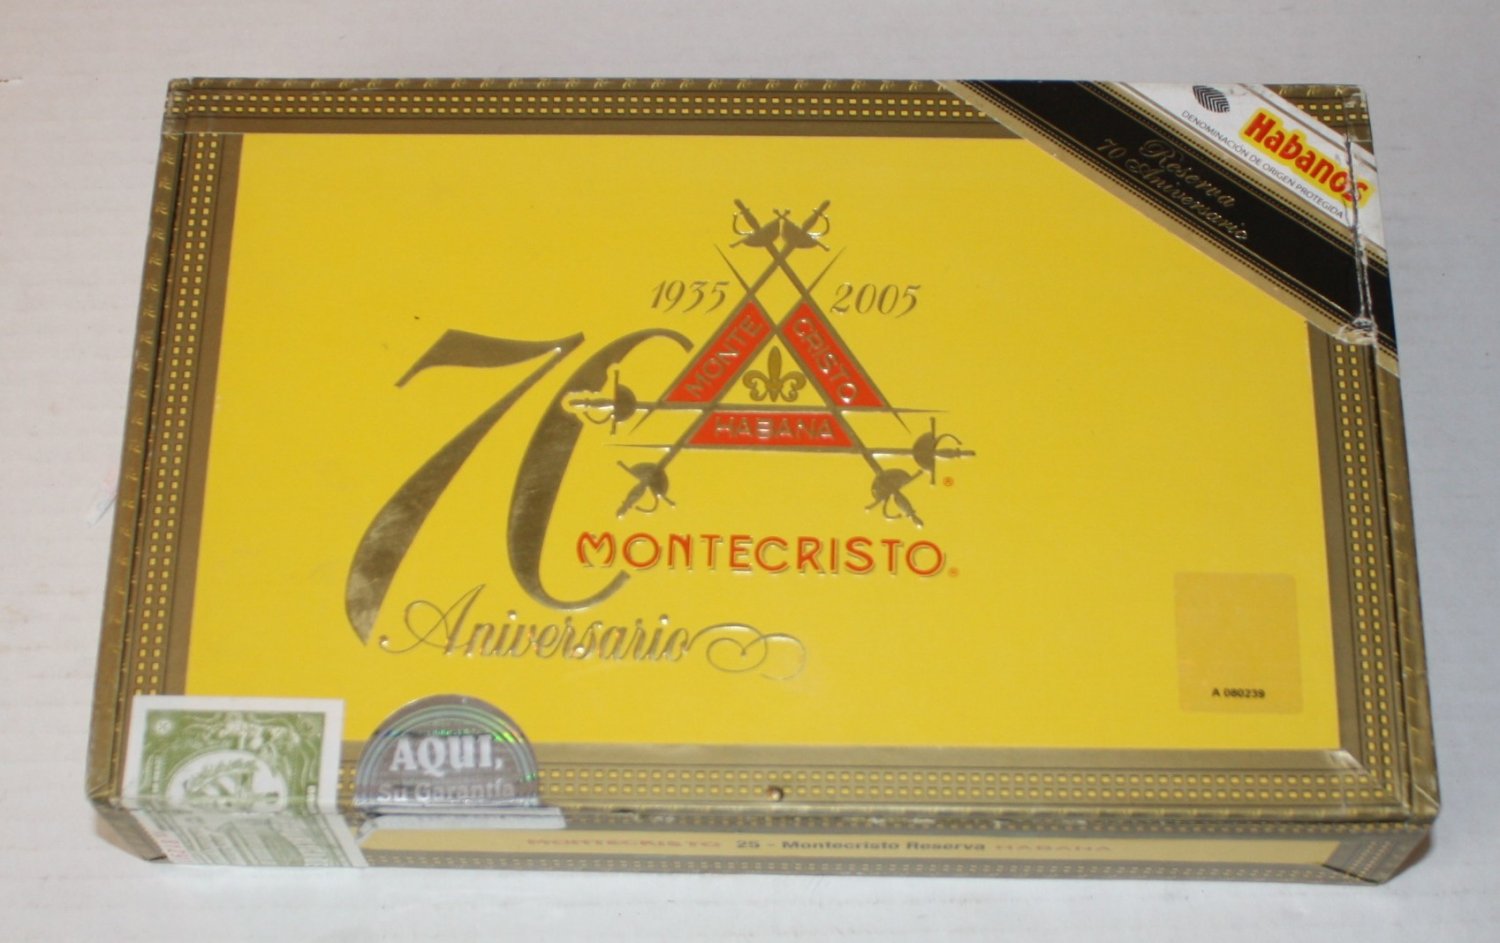 Habanos
DENOMINACIÓN DE ORIGEN PROTEGIDA
Reserva
70 Aniversario
1935 2005
MONTE CRISTO
HABANA
70
MONTECRISTO®
Aniversario
A 080239
AQUI,
Su Garantía
MONTECRISTO 25 - Montecristo Reserva HABANA